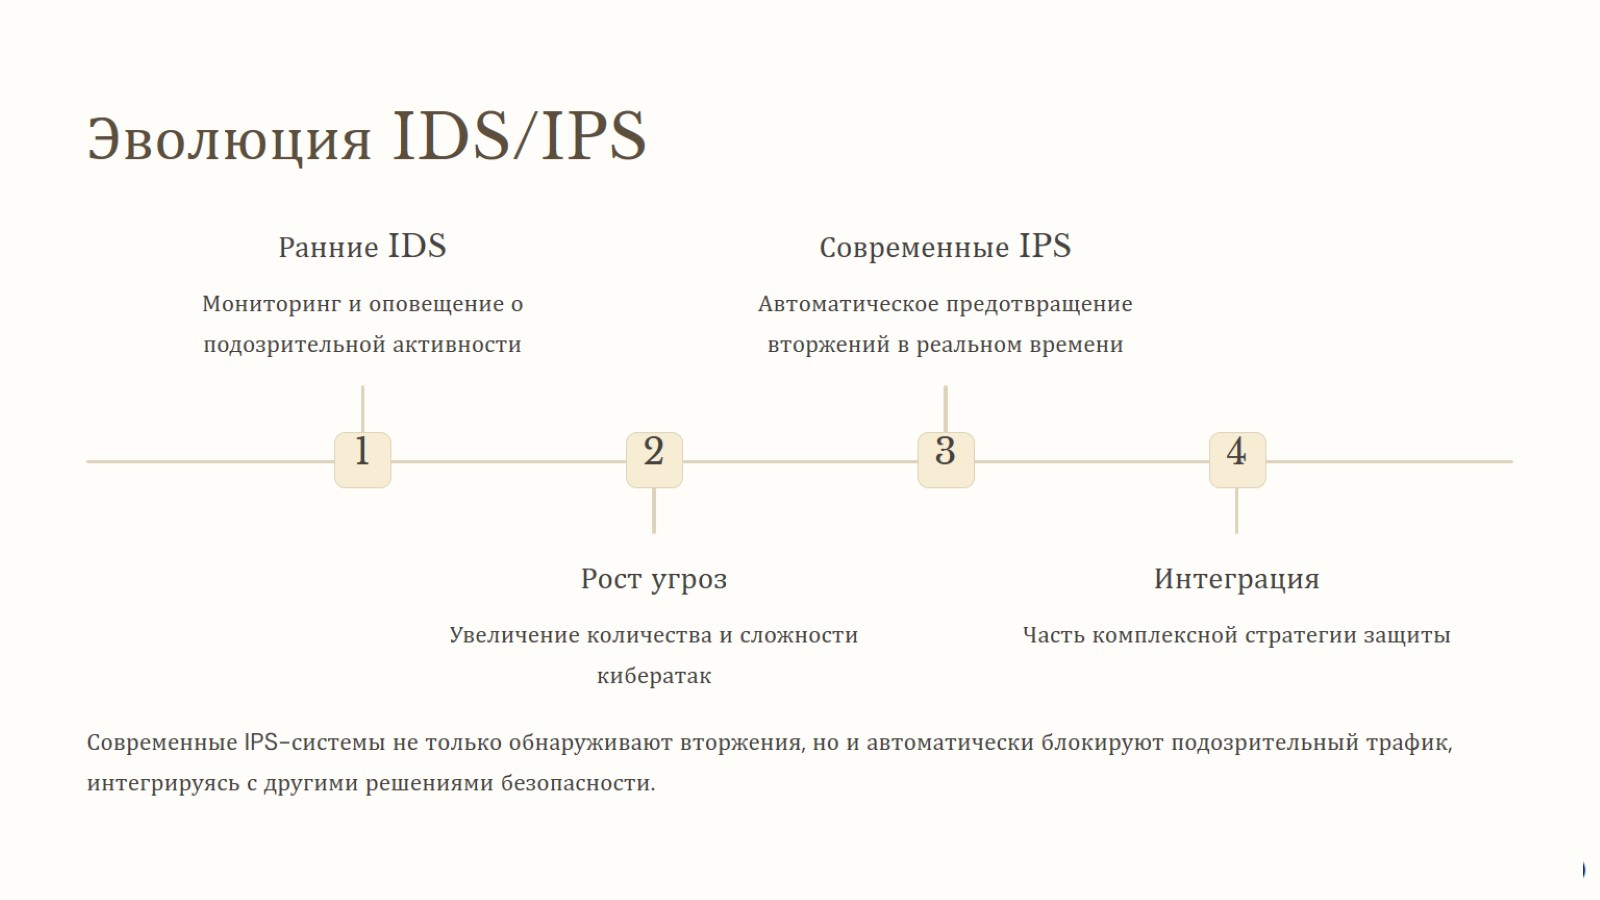 Эволюция IDS/IPS
Ранние IDS
Мониторинг и оповещение о
подозрительной активности
Современные IPS
Автоматическое предотвращение
вторжений в реальном времени
1
2
3
4
Рост угроз
Увеличение количества и сложности
кибератак
Интеграция
Часть комплексной стратегии защиты
Современные IPS-системы не только обнаруживают вторжения, но и автоматически блокируют подозрительный трафик,
интегрируясь с другими решениями безопасности.